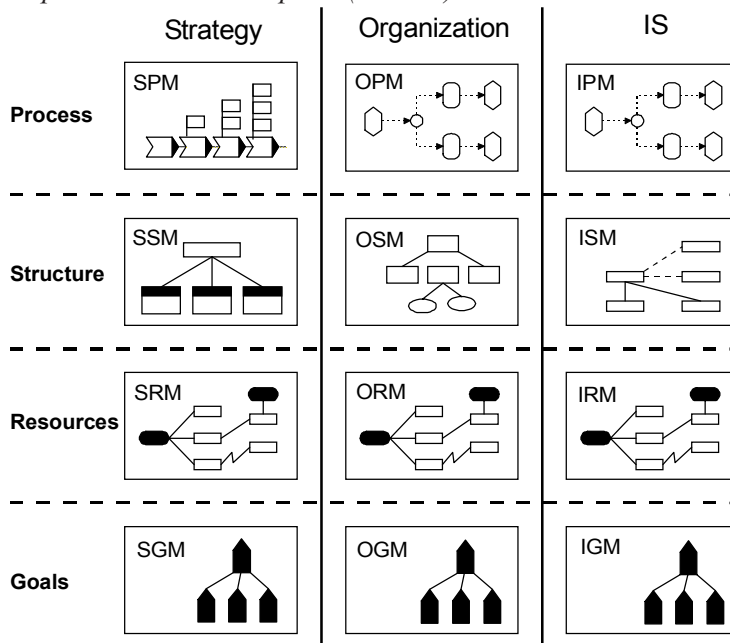 Strategy Organization IS
Process SPM OPM IPM
Structure SSM OSM ISM
Resources SRM ORM IRM
Goals SGM OGM IGM